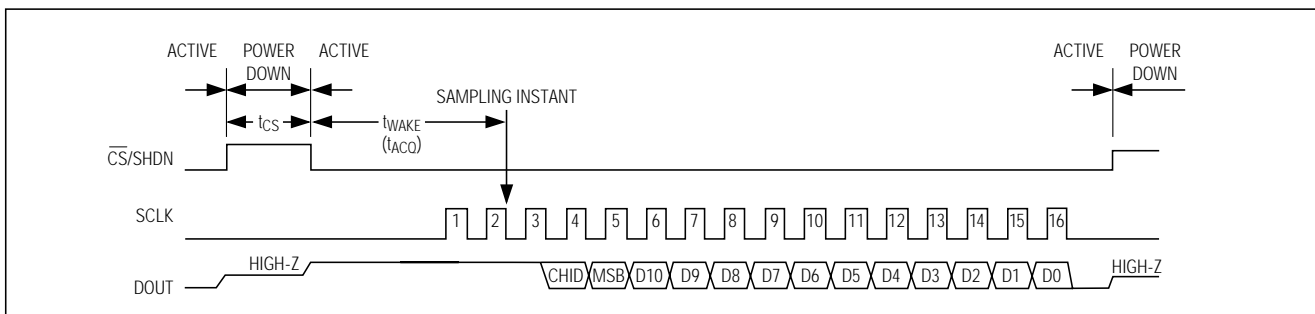 ACTIVE POWER DOWN ACTIVE ACTIVE POWER DOWN
SAMPLING INSTANT
tCS tWAKE (tACQ)
CS/SHDN
SCLK 1 2 3 4 5 6 7 8 9 10 11 12 13 14 15 16
HIGH-Z HIGH-Z
DOUT CHID MSB D10 D9 D8 D7 D6 D5 D4 D3 D2 D1 D0